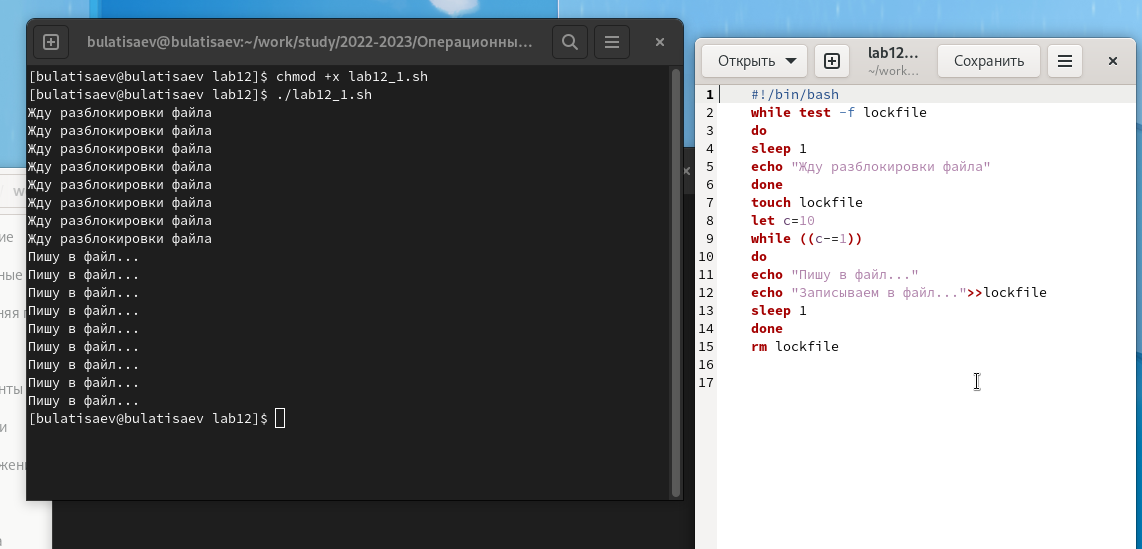 bulatisaev@bulatisaev:~/work/study/2022-2023/Операционны...
[bulatisaev@bulatisaev lab12]$ chmod +x lab12_1.sh
[bulatisaev@bulatisaev lab12]$ ./lab12_1.sh
Жду разблокировки файла
Жду разблокировки файла
Жду разблокировки файла
Жду разблокировки файла
Жду разблокировки файла
Жду разблокировки файла
Жду разблокировки файла
Жду разблокировки файла
Пишу в файл...
Пишу в файл...
Пишу в файл...
Пишу в файл...
Пишу в файл...
Пишу в файл...
Пишу в файл...
Пишу в файл...
Пишу в файл...
[bulatisaev@bulatisaev lab12]$
Открыть
lab12...
~/work...
Сохранить
1 #!/bin/bash
2 while test -f lockfile
3 do
4 sleep 1
5 echo "Жду разблокировки файла"
6 done
7 touch lockfile
8 let c=10
9 while ((c-=1))
10 do
11 echo "Пишу в файл..."
12 echo "Записываем в файл...">>lockfile
13 sleep 1
14 done
15 rm lockfile
16
17